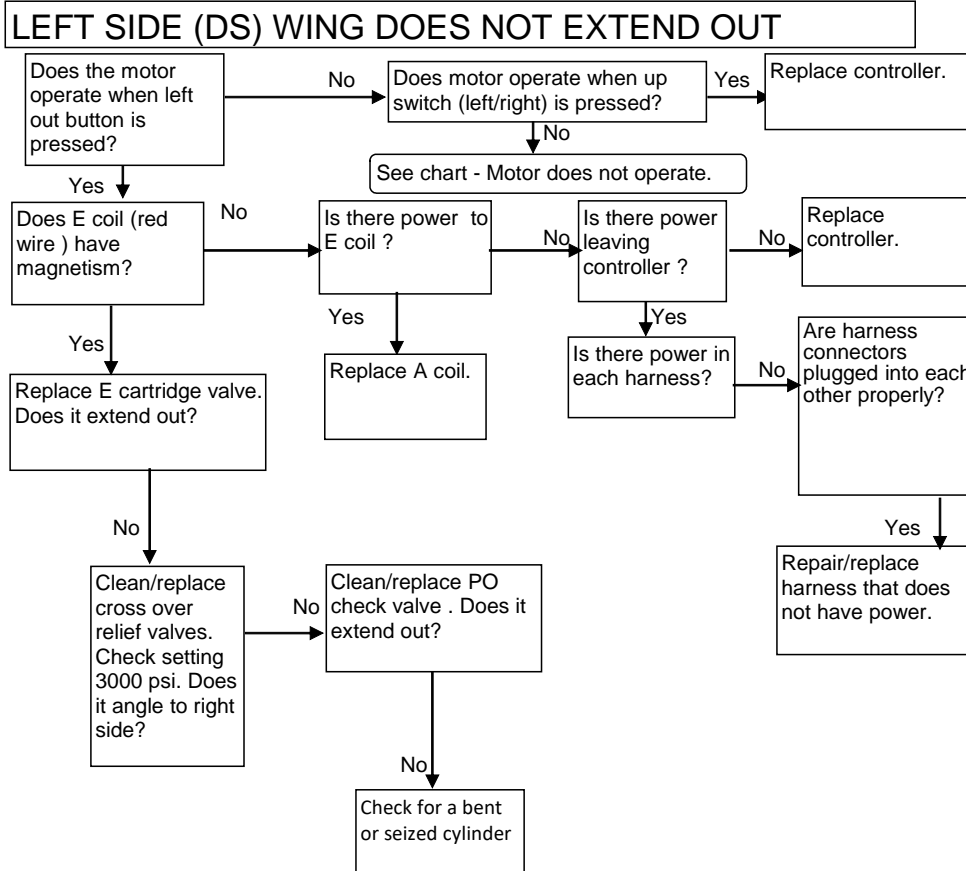 LEFT SIDE (DS) WING DOES NOT EXTEND OUT
Does the motor
operate when left
out button is
pressed?
No
Does motor operate when up
switch (left/right) is pressed?
Yes
Replace controller.
No
See chart - Motor does not operate.
Yes
Does E coil (red
wire ) have
magnetism?
No
Is there power  to
E coil ?
No
Is there power
leaving
controller ?
No
Replace
controller.
Yes
Replace A coil.
Yes
Is there power in
each harness?
No
Are harness
connectors
plugged into each
other properly?
Yes
Repair/replace
harness that does
not have power.
Yes
Replace E cartridge valve.
Does it extend out?
No
Clean/replace
cross over
relief valves.
Check setting
3000 psi. Does
it angle to right
side?
No
Clean/replace PO
check valve . Does it
extend out?
No
Check for a bent
or seized cylinder